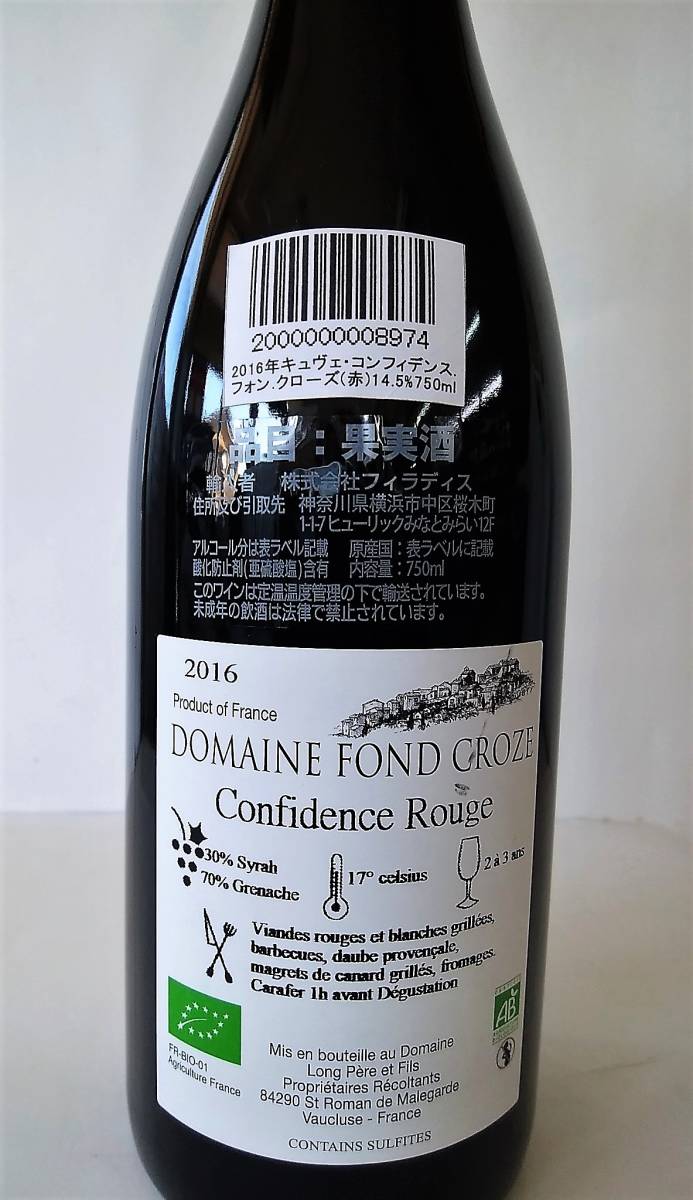 2000000008974
2016年キュヴェ・コンフィデンス.
フォン.クローズ(赤)14.5%750ml
品目：果実酒
輸入者 株式会社フィラディス
住所及び引取先 神奈川県横浜市中区桜木町
1-1-7 ヒューリックみなとみらい12F
アルコール分は表ラベル記載 原産国：表ラベルに記載
酸化防止剤(亜硫酸塩)含有 内容量：750ml
このワインは定温温度管理の下で輸送されています。
未成年の飲酒は法律で禁止されています。
2016
Product of France
DOMAINE FOND CROZE
Confidence Rouge
30% Syrah
70% Grenache
17° celsius
2 à 3 ans
Viandes rouges et blanches grillées,
barbecues, daube provençale,
magrets de canard grillés, fromages.
Carafer 1h avant Dégustation
AB
FR-BIO-01
Agriculture France
Mis en bouteille au Domaine
Long Père et Fils
Propriétaires Récoltants
84290 St Roman de Malegarde
Vaucluse - France
CONTAINS SULFITES